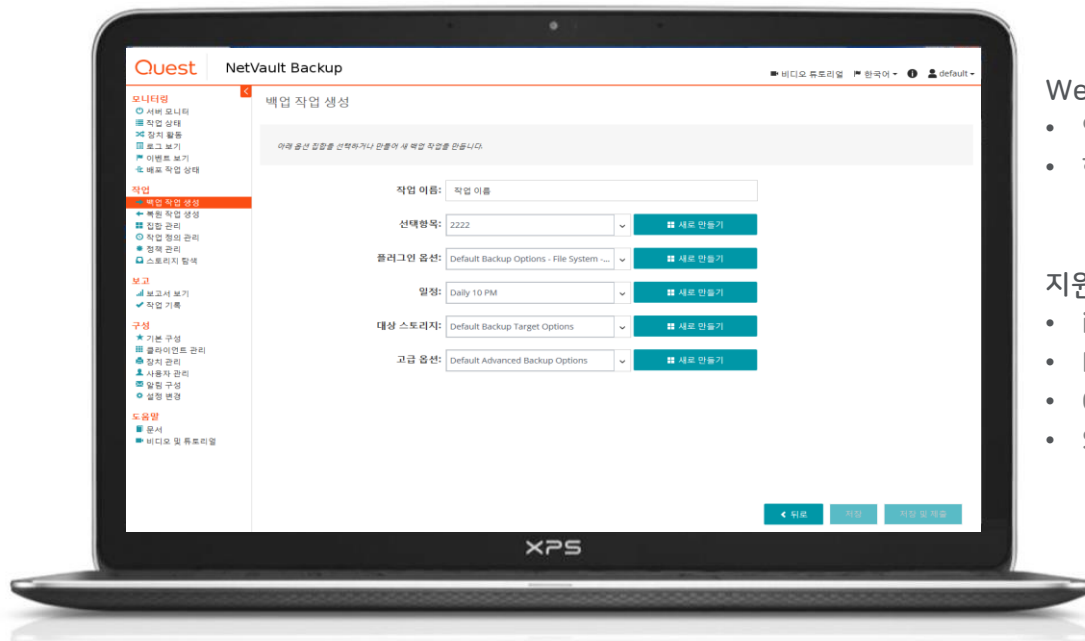 Quest NetVault Backup
비디오 튜토리얼 한국어 default
모니터링
서버 모니터
작업 상태
장치 활동
로그 보기
이벤트 보기
배포 작업 상태
작업
백업 작업 생성
복원 작업 생성
집합 관리
작업 정의 관리
정책 관리
스토리지 탐색
보고
보고서 보기
작업 기록
구성
기본 구성
클라이언트 관리
장치 관리
사용자 관리
알림 구성
설정 변경
도움말
문서
비디오 및 튜토리얼
백업 작업 생성
아래 옵션 집합을 선택하거나 만들어 새 백업 작업을 만듭니다.
작업 이름: 작업 이름
선택항목: 2222 새로 만들기
플러그인 옵션: Default Backup Options - File System -... 새로 만들기
일정: Daily 10 PM 새로 만들기
대상 스토리지: Default Backup Target Options 새로 만들기
고급 옵션: Default Advanced Backup Options 새로 만들기
뒤로 저장 저장 및 제출
XPS
We
지원